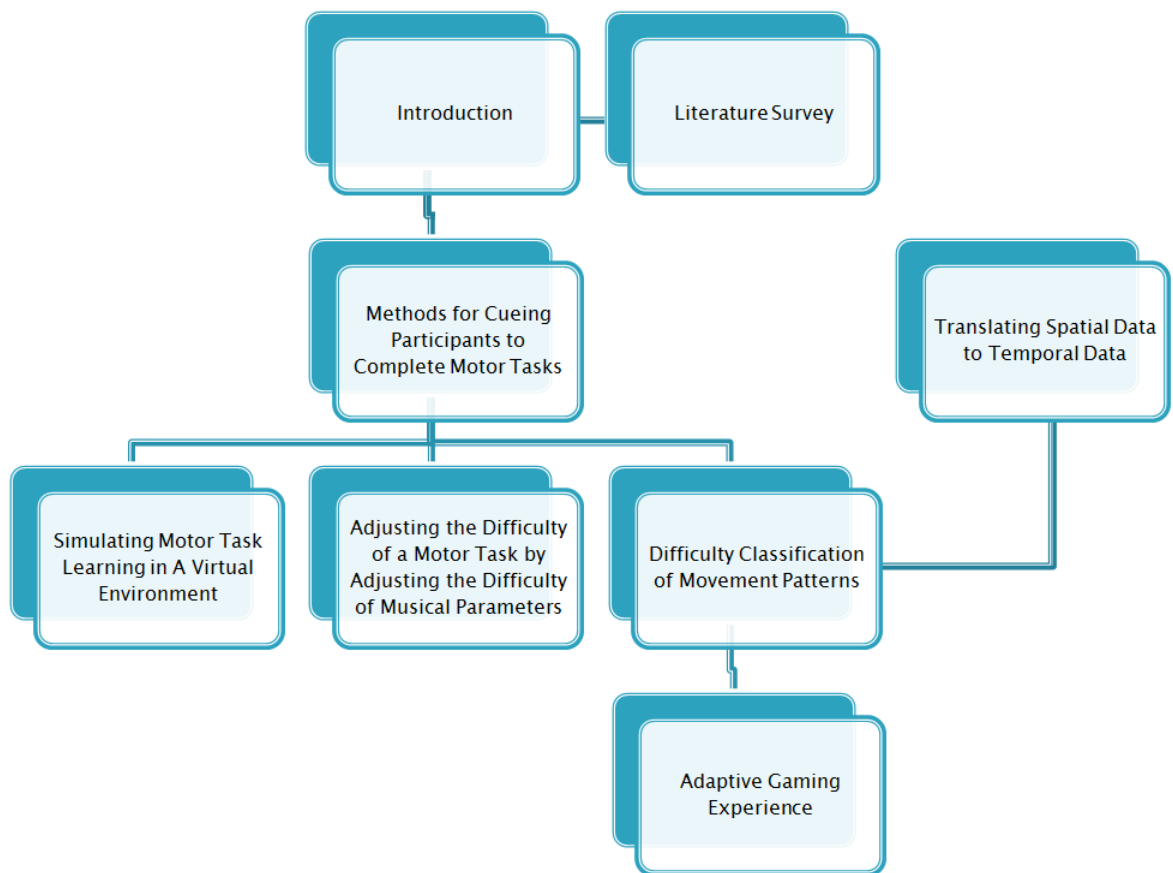 Introduction
Literature Survey
Methods for Cueing
Participants to
Complete Motor Tasks
Translating Spatial Data
to Temporal Data
Simulating Motor Task
Learning in A Virtual
Environment
Adjusting the Difficulty
of a Motor Task by
Adjusting the Difficulty
of Musical Parameters
Difficulty Classification
of Movement Patterns
Adaptive Gaming
Experience